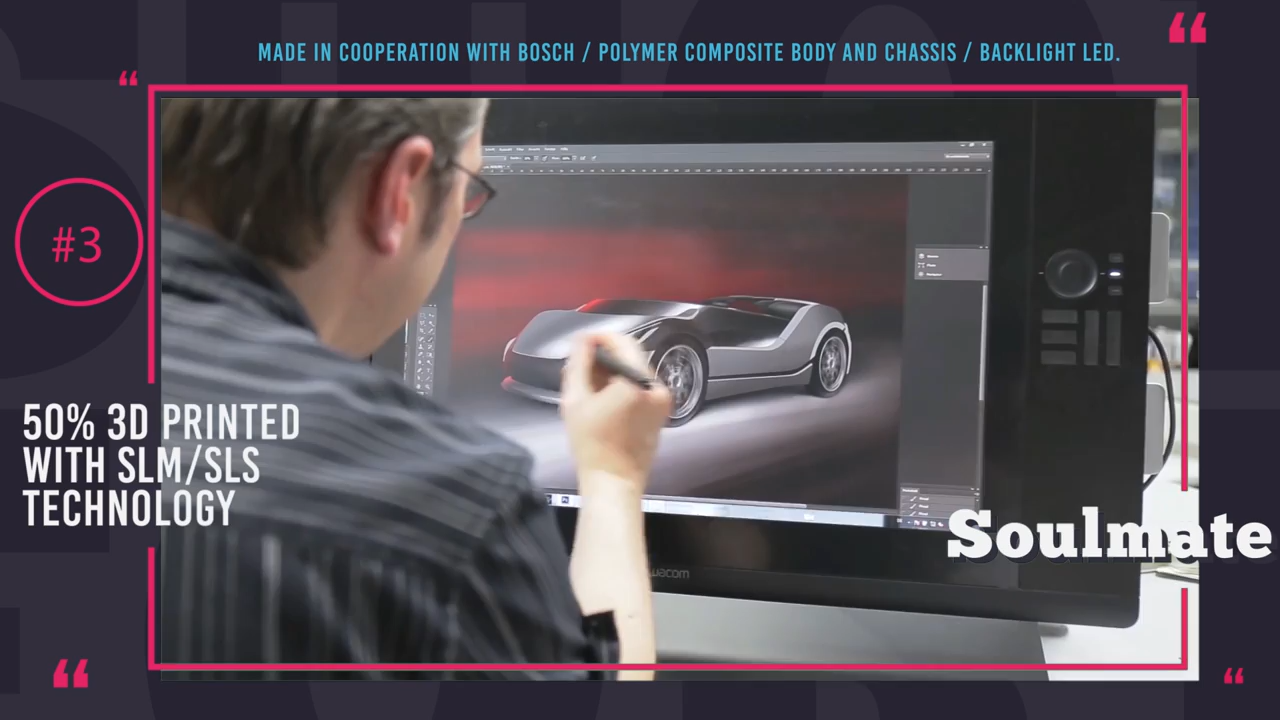 MADE IN COOPERATION WITH BOSCH / POLYMER COMPOSITE BODY AND CHASSIS / BACKLIGHT LED.
#3
50% 3D PRINTED
WITH SLM/SLS
TECHNOLOGY
Soulmate
wacom